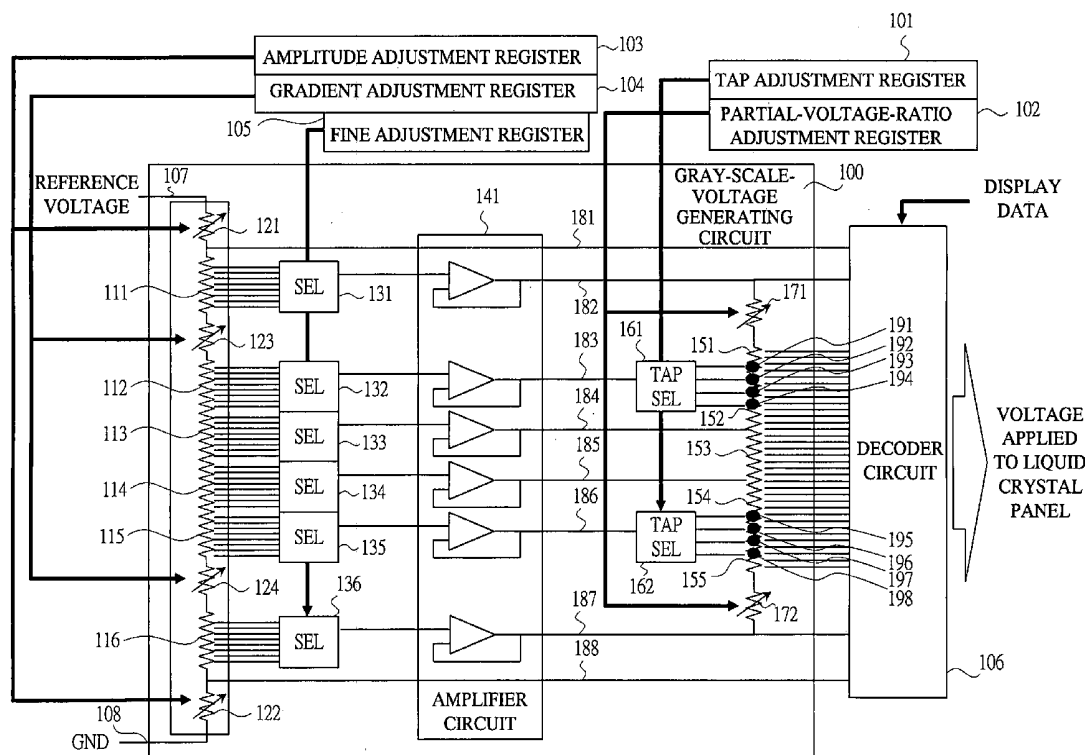 101
103
AMPLITUDE ADJUSTMENT REGISTER
TAP ADJUSTMENT REGISTER
104
GRADIENT ADJUSTMENT REGISTER
102
PARTIAL-VOLTAGE-RATIO
ADJUSTMENT REGISTER
105
FINE ADJUSTMENT REGISTER
107
REFERENCE
VOLTAGE
GRAY-SCALE-
VOLTAGE
GENERATING
CIRCUIT
100
DISPLAY
DATA
141
181
121
SEL
131
111
182
171
123
161
183
151
191
192
193
194
SEL
132
112
TAP
SEL
184
152
113
SEL
133
185
153
DECODER
CIRCUIT
VOLTAGE
APPLIED
TO LIQUID
CRYSTAL
PANEL
114
SEL
134
186
154
115
SEL
135
TAP
SEL
162
155
195
196
197
198
124
136
187
172
116
SEL
188
106
122
AMPLIFIER
CIRCUIT
108
GND